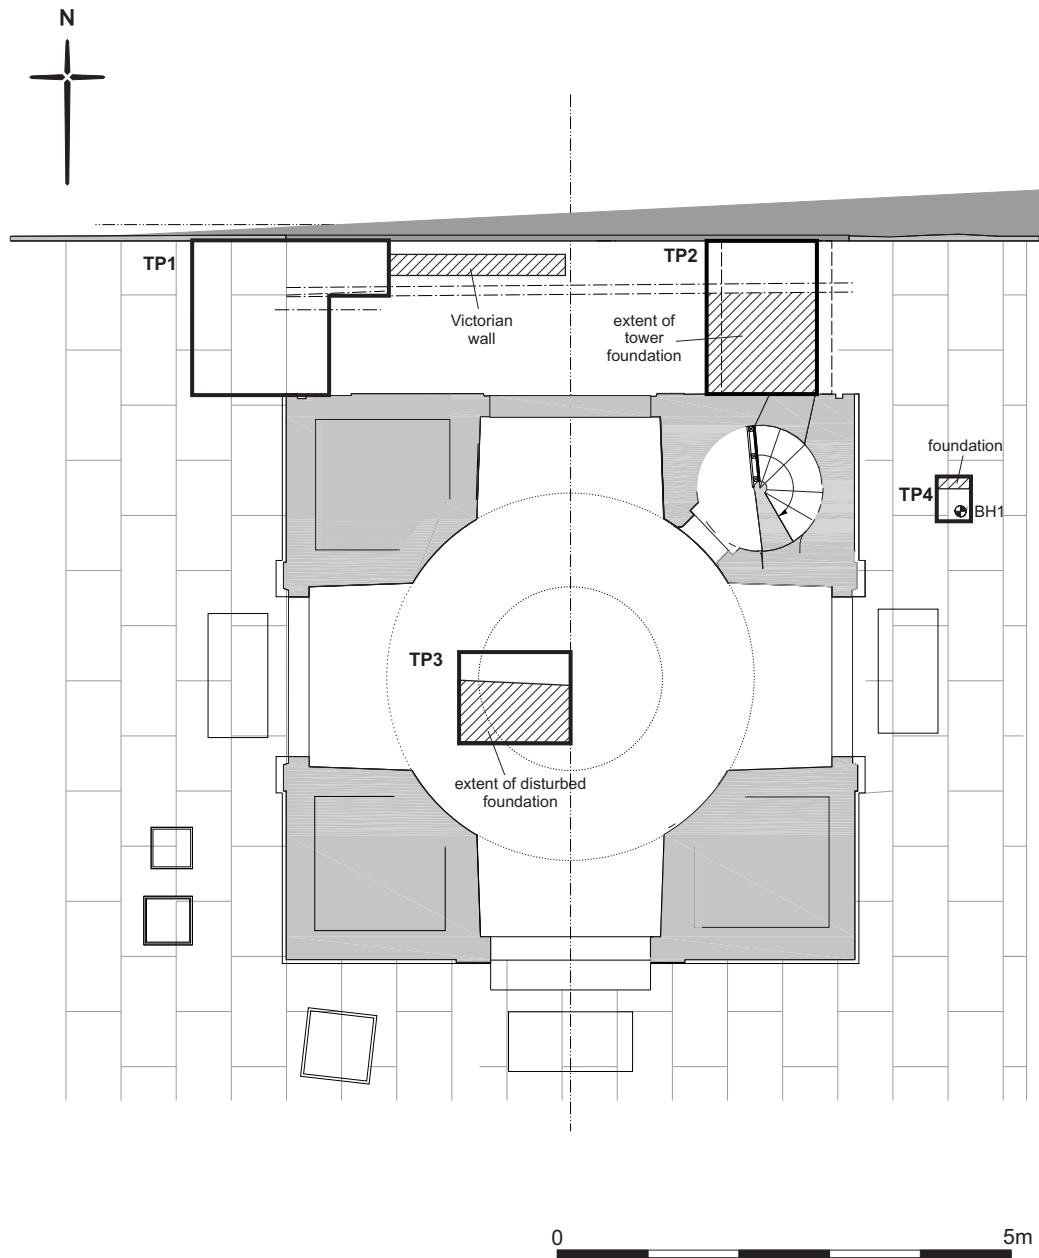 N
TP1
TP2
Victorian
wall
extent of
tower
foundation
foundation
TP4
BH1
TP3
extent of disturbed
foundation
0
5m